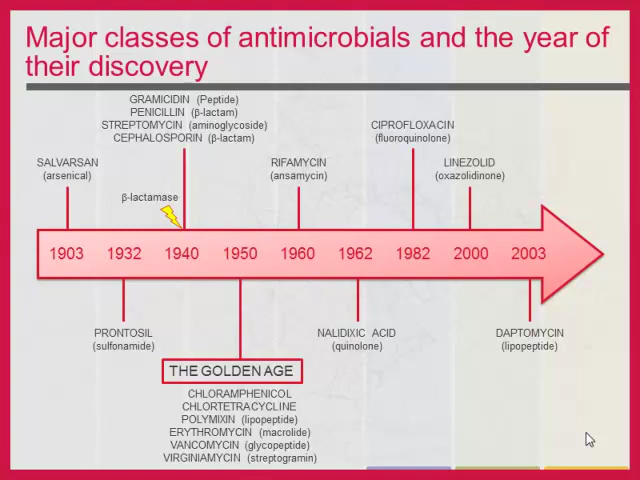 Major classes of antimicrobials and the year of
their discovery
GRAMICIDIN (Peptide)
PENICILLIN (β-lactam)
STREPTOMYCIN (aminoglycoside)
CEPHALOSPORIN (β-lactam)
CIPROFLOXACIN
(fluoroquinolone)
SALVARSAN
(arsenical)
RIFAMYCIN
(ansamycin)
LINEZOLID
(oxazolidinone)
β-lactamase
1903 1932 1940 1950 1960 1962 1982 2000 2003
PRONTOSIL
(sulfonamide)
NALIDIXIC ACID
(quinolone)
DAPTOMYCIN
(lipopeptide)
THE GOLDEN AGE
CHLORAMPHENICOL
CHLORTETRACYCLINE
POLYMIXIN (lipopeptide)
ERYTHROMYCIN (macrolide)
VANCOMYCIN (glycopeptide)
VIRGINIAMYCIN (streptogramin)